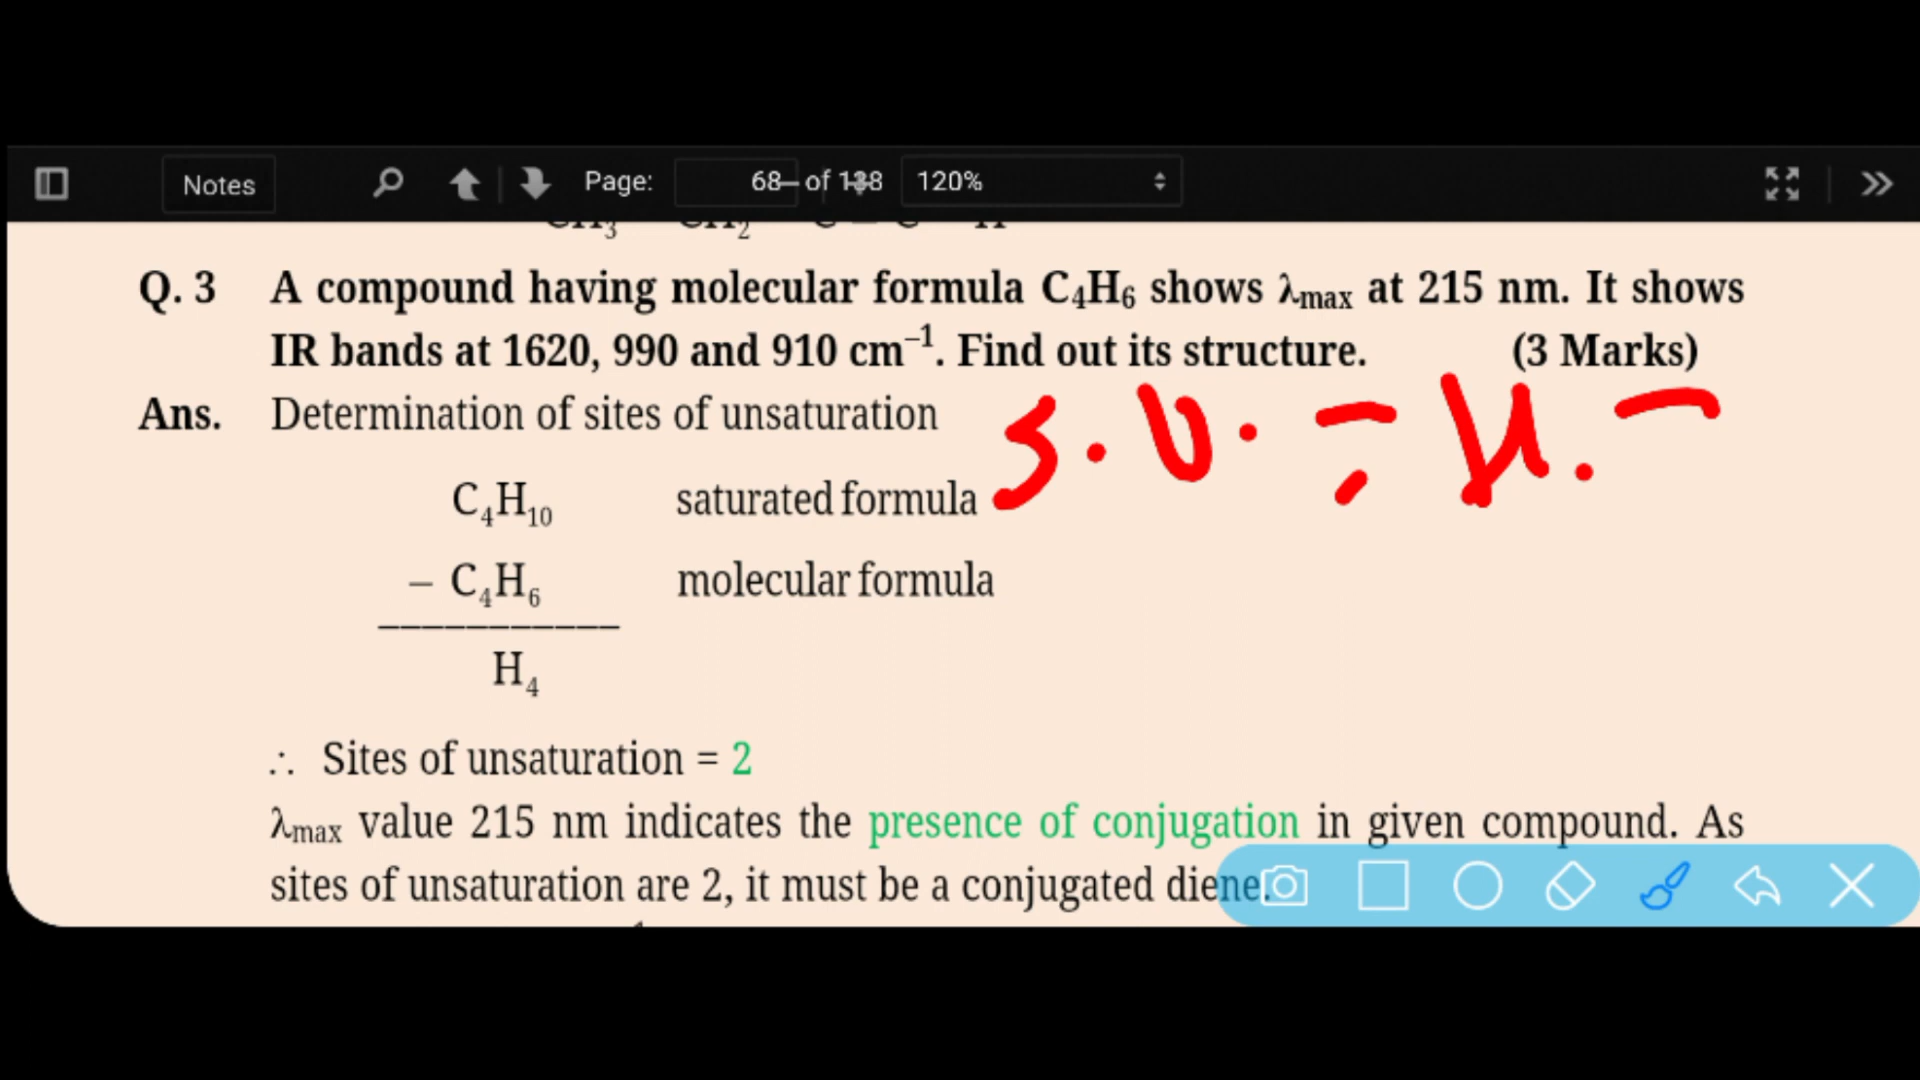 Notes Page: 68 of 138 120%
CH3 CH2 C C H
Q. 3 A compound having molecular formula C₄H₆ shows λmax at 215 nm. It shows
IR bands at 1620, 990 and 910 cm⁻¹. Find out its structure. (3 Marks)
Ans. Determination of sites of unsaturation
S. U. =
C₄H₁₀ saturated formula
– C₄H₆ molecular formula
H₄
∴ Sites of unsaturation = 2
λmax value 215 nm indicates the presence of conjugation in given compound. As
sites of unsaturation are 2, it must be a conjugated diene.